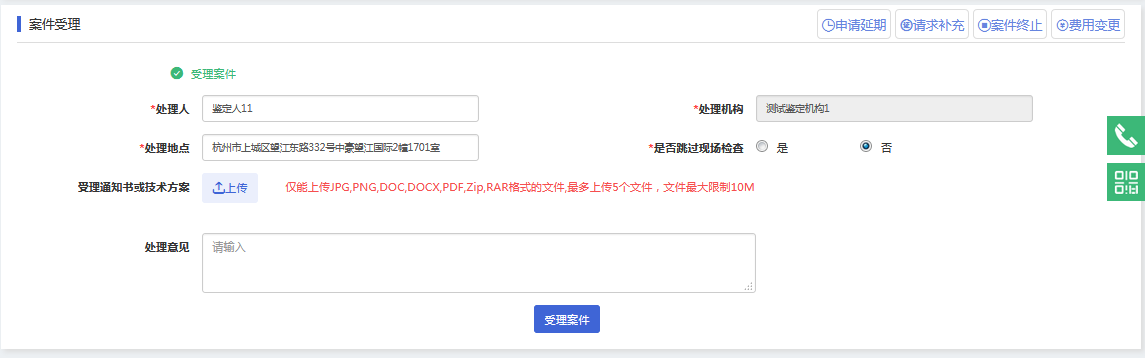 案件受理
申请延期 请求补充 案件终止 费用变更
受理案件
*处理人 鉴定人11 *处理机构 测试鉴定机构1
*处理地点 杭州市上城区望江东路332号中豪望江国际2幢1701室 *是否跳过现场检查 是 否
受理通知书或技术方案 上传 仅能上传JPG,PNG,DOC,DOCX,PDF,Zip,RAR格式的文件,最多上传5个文件，文件最大限制10M
处理意见 请输入
受理案件